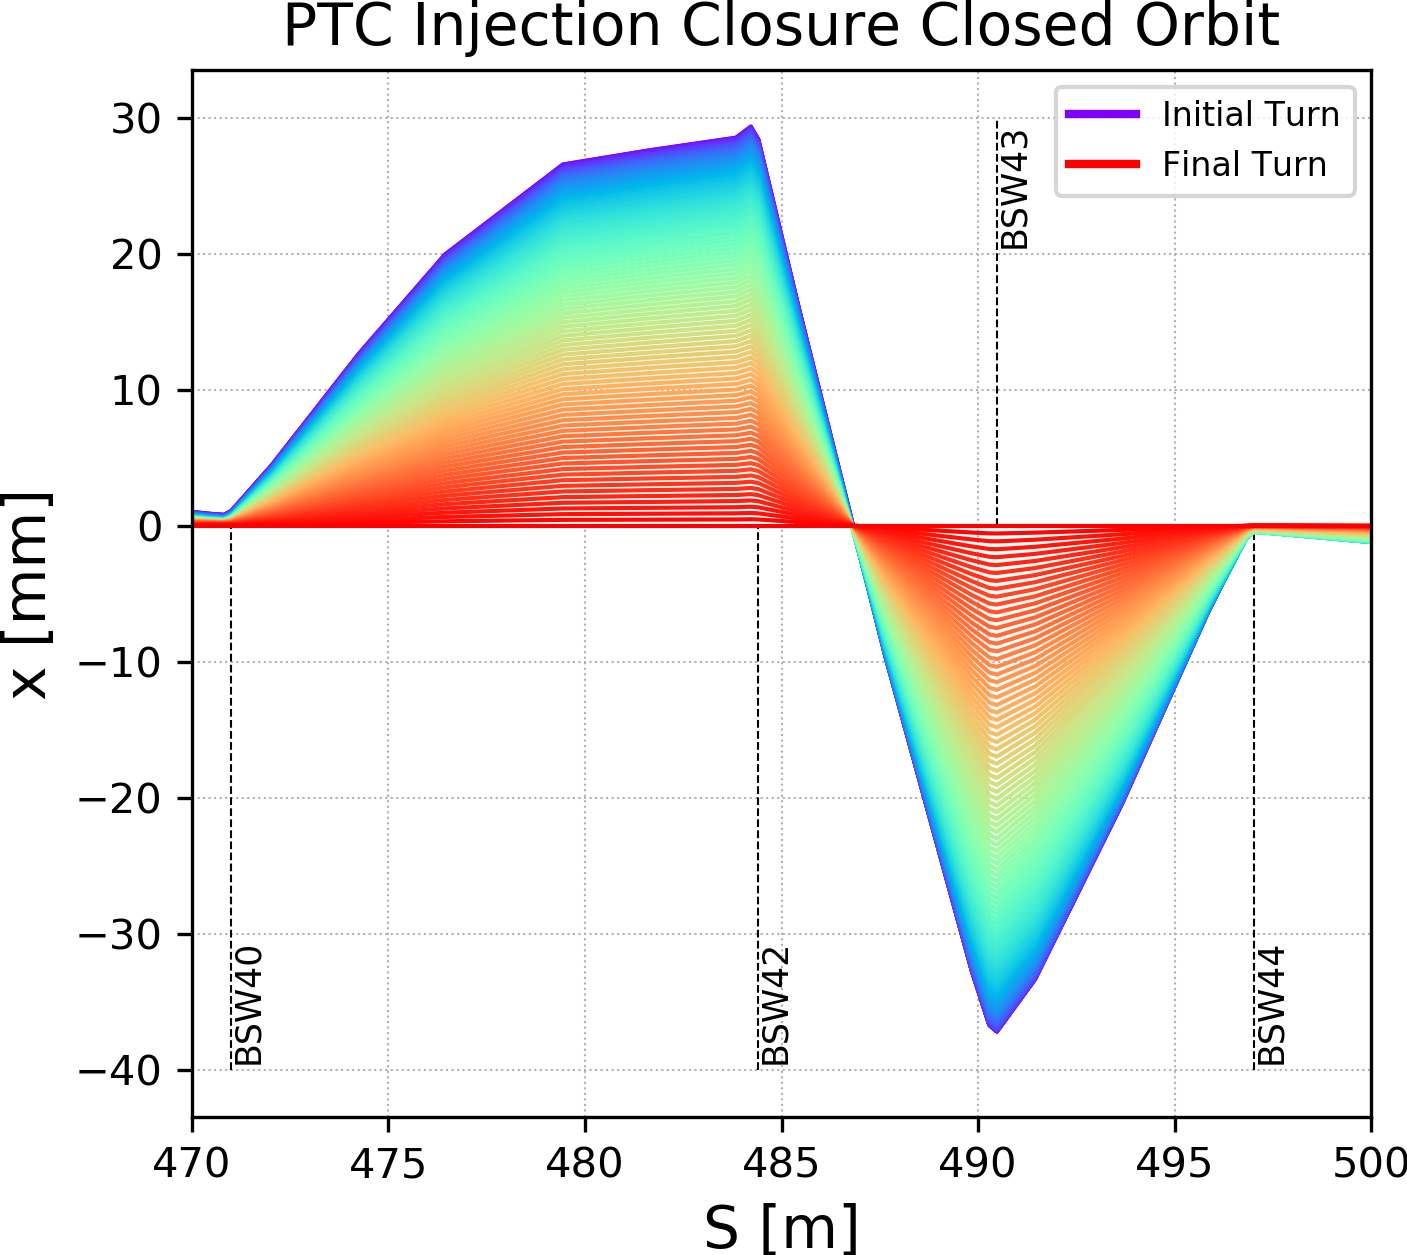 PTC Injection Closure Closed Orbit
Initial Turn
Final Turn
x [mm]
30
20
10
0
−10
−20
−30
−40
BSW40
BSW42
BSW43
BSW44
470
475
480
485
490
495
500
S [m]